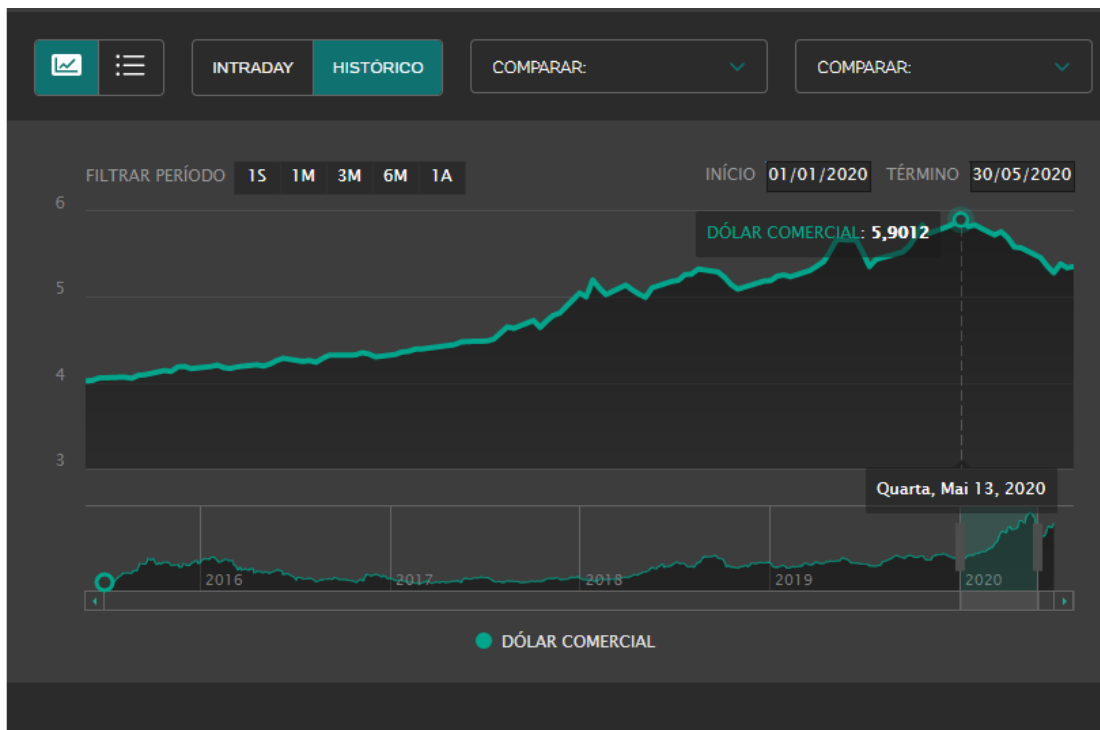 INTRADAY HISTÓRICO COMPARAR: COMPARAR:
FILTRAR PERÍODO 1S 1M 3M 6M 1A INÍCIO 01/01/2020 TÉRMINO 30/05/2020
6
DÓLAR COMERCIAL: 5,9012
5
4
3
Quarta, Mai 13, 2020
2016 2017 2018 2019 2020
DÓLAR COMERCIAL